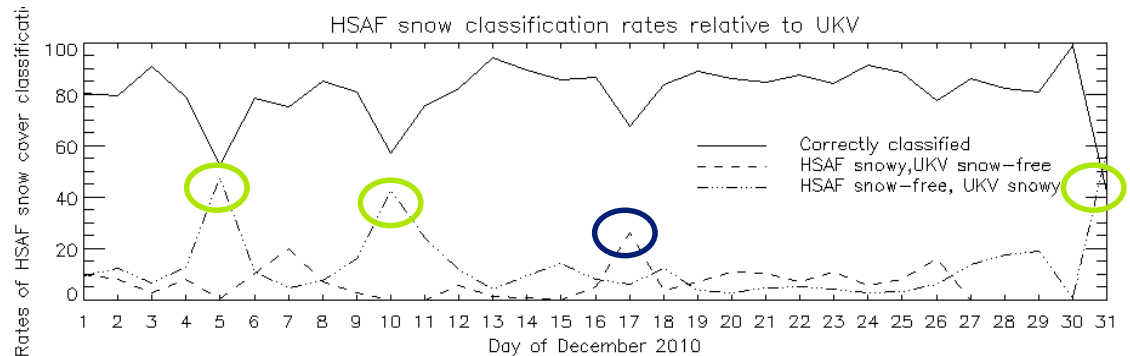 HSAF snow classification rates relative to UKV
Rates of HSAF snow cover classificati
100
80
60
40
20
0
Correctly classified
HSAF snowy,UKV snow-free
HSAF snow-free, UKV snowy
1 2 3 4 5 6 7 8 9 10 11 12 13 14 15 16 17 18 19 20 21 22 23 24 25 26 27 28 29 30 31
Day of December 2010